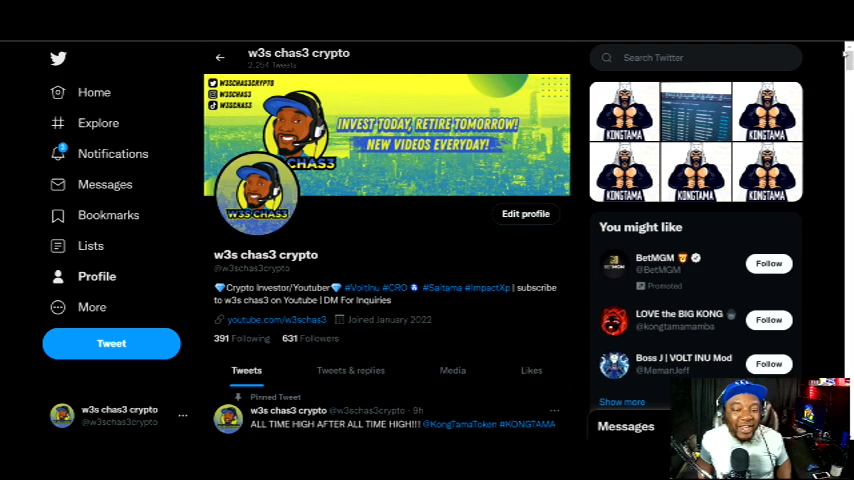 w3s chas3 crypto
2,254 Tweets
Search Twitter
Home
Explore
Notifications
3
Messages
Bookmarks
Lists
Profile
More
Tweet
w3s chas3 crypto
@w3schas3crypto
W3SCHAS3CRYPTO
W3SCHAS3
W3SCHAS3
INVEST TODAY, RETIRE TOMORROW!
NEW VIDEOS EVERYDAY!
CHAS3
W3S CHAS3
Edit profile
w3s chas3 crypto
@w3schas3crypto
💎Crypto Investor/Youtuber💎 #VoltInu #CRO #Saitama #ImpactXp | subscribe
to w3s chas3 on Youtube | DM For Inquiries
youtube.com/w3schas3 Joined January 2022
391 Following 631 Followers
Tweets Tweets & replies Media Likes
Pinned Tweet
w3s chas3 crypto @w3schas3crypto · 9h
ALL TIME HIGH AFTER ALL TIME HIGH!!! @KongTamaToken #KONGTAMA
KONGTAMA
KONGTAMA
KONGTAMA
KONGTAMA
KONGTAMA
You might like
BetMGM
@BetMGM
Promoted
Follow
LOVE the BIG KONG
@kongtamamamba
Follow
Boss J | VOLT INU Mod
@MemanJeff
Follow
Show more
Messages